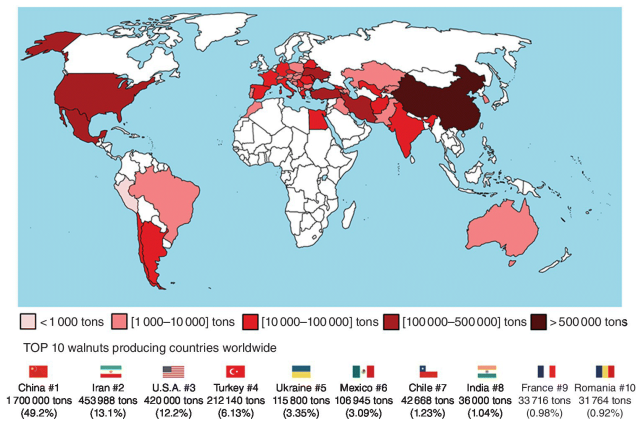 < 1 000 tons [1 000–10 000] tons [10 000–100 000] tons [100 000–500 000] tons > 500 000 tons
TOP 10 walnuts producing countries worldwide
China #1 Iran #2 U.S.A. #3 Turkey #4 Ukraine #5 Mexico #6 Chile #7 India #8 France #9 Romania #10
1 700 000 tons 453 988 tons 420 000 tons 212 140 tons 115 800 tons 106 945 tons 42 668 tons 36 000 tons 33 716 tons 31 764 tons
(49.2%) (13.1%) (12.2%) (6.13%) (3.35%) (3.09%) (1.23%) (1.04%) (0.98%) (0.92%)